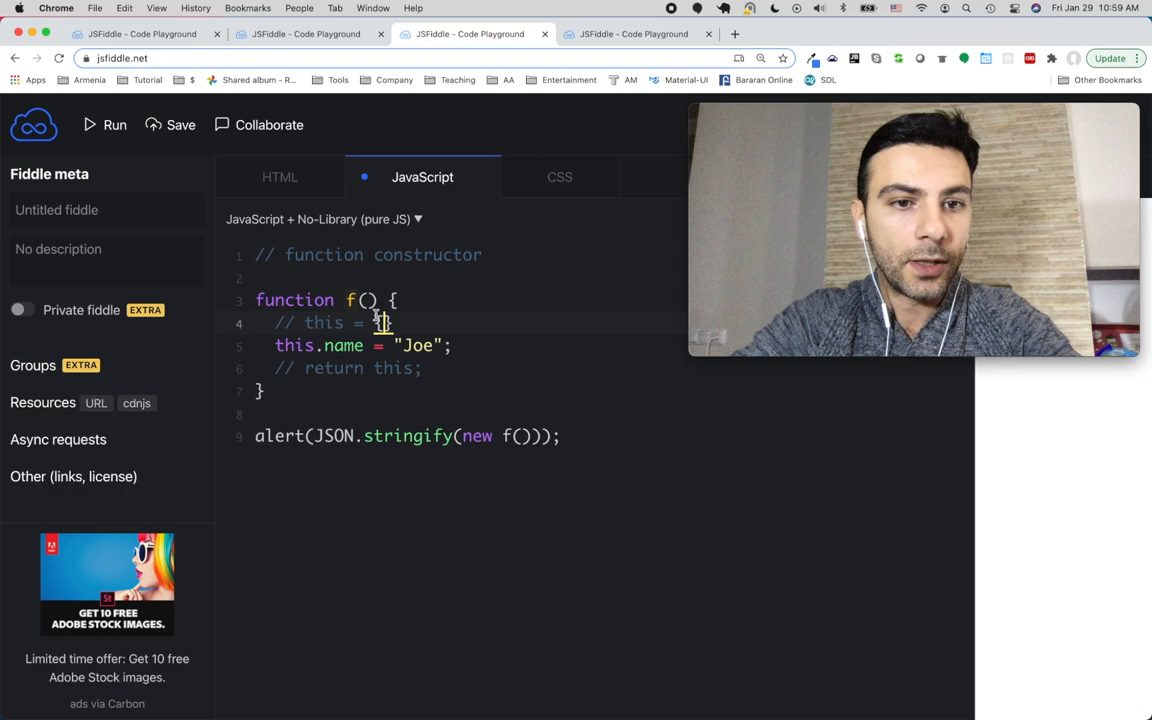 Chrome File Edit View History Bookmarks People Tab Window Help Fri Jan 29 10:59 AM
JSFiddle - Code Playground JSFiddle - Code Playground JSFiddle - Code Playground JSFiddle - Code Playground
jsfiddle.net Update
Apps Armenia Tutorial $ Shared album - R... Tools Company Teaching AA Entertainment AM Material-UI Bararan Online SDL Other Bookmarks
Run Save Collaborate
Fiddle meta
Untitled fiddle
No description
Private fiddle EXTRA
Groups EXTRA
Resources URL cdnjs
Async requests
Other (links, license)
GET 10 FREE
ADOBE STOCK IMAGES.
Limited time offer: Get 10 free
Adobe Stock images.
ads via Carbon
HTML JavaScript CSS
JavaScript + No-Library (pure JS) ▼
1 // function constructor
2
3 function f() {
4 // this = {}
5 this.name = "Joe";
6 // return this;
7 }
8
9 alert(JSON.stringify(new f()));